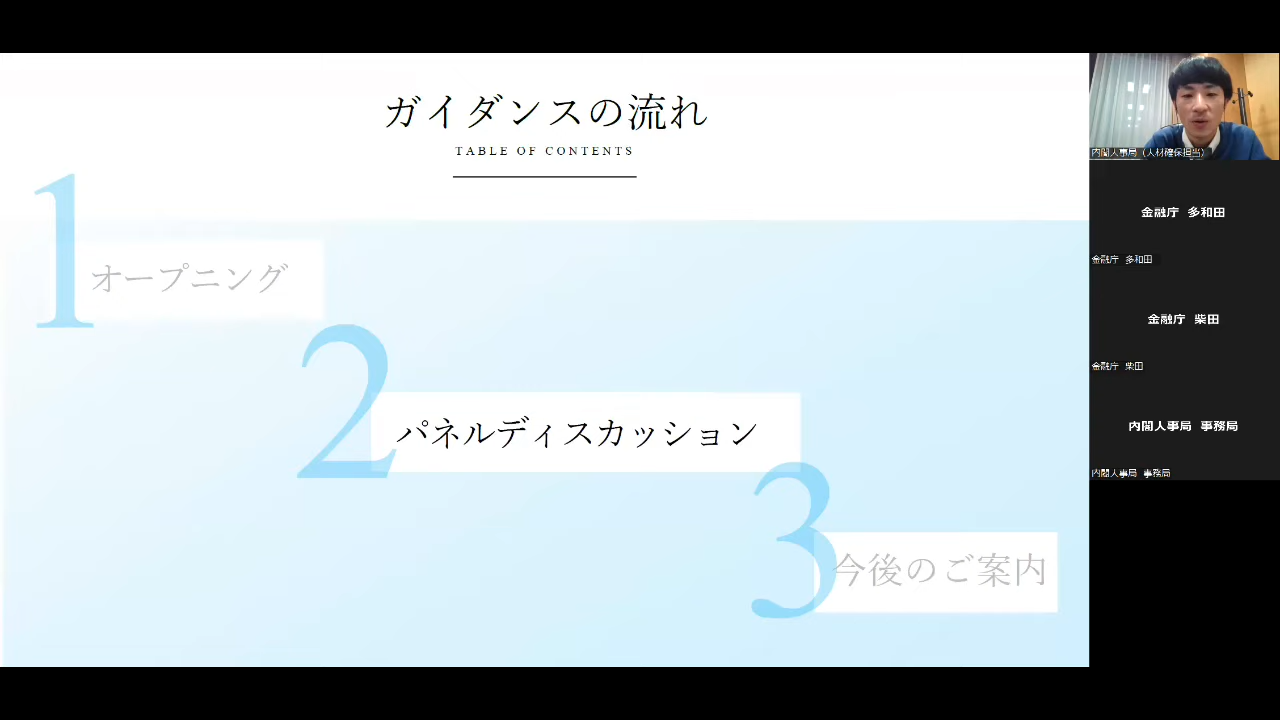 ガイダンスの流れ
TABLE OF CONTENTS
1
オープニング
2
パネルディスカッション
3
今後のご案内
内閣人事局（人材確保担当）
金融庁 多和田
金融庁 多和田
金融庁 柴田
金融庁 柴田
内閣人事局 事務局
内閣人事局 事務局